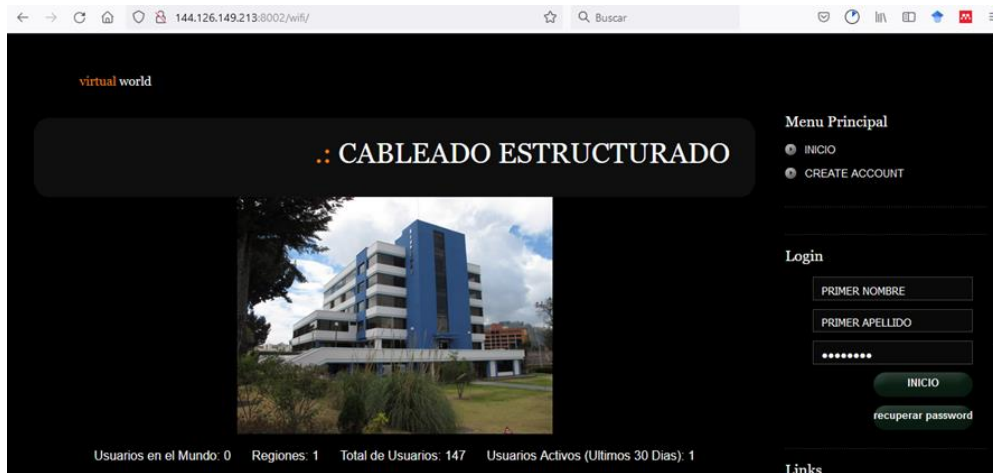 144.126.149.213:8002/wifi/
Buscar
virtual world
.: CABLEADO ESTRUCTURADO
Menu Principal
INICIO
CREATE ACCOUNT
Login
PRIMER NOMBRE
PRIMER APELLIDO
INICIO
recuperar password
Usuarios en el Mundo: 0 Regiones: 1 Total de Usuarios: 147 Usuarios Activos (Ultimos 30 Dias): 1
Links